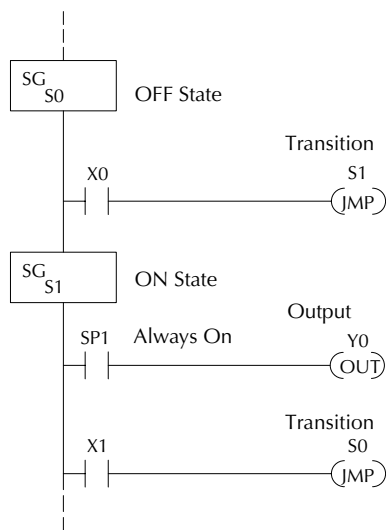 SG
S0
OFF State
Transition
X0
S1
JMP
SG
S1
ON State
Output
SP1
Always On
Y0
OUT
Transition
X1
S0
JMP